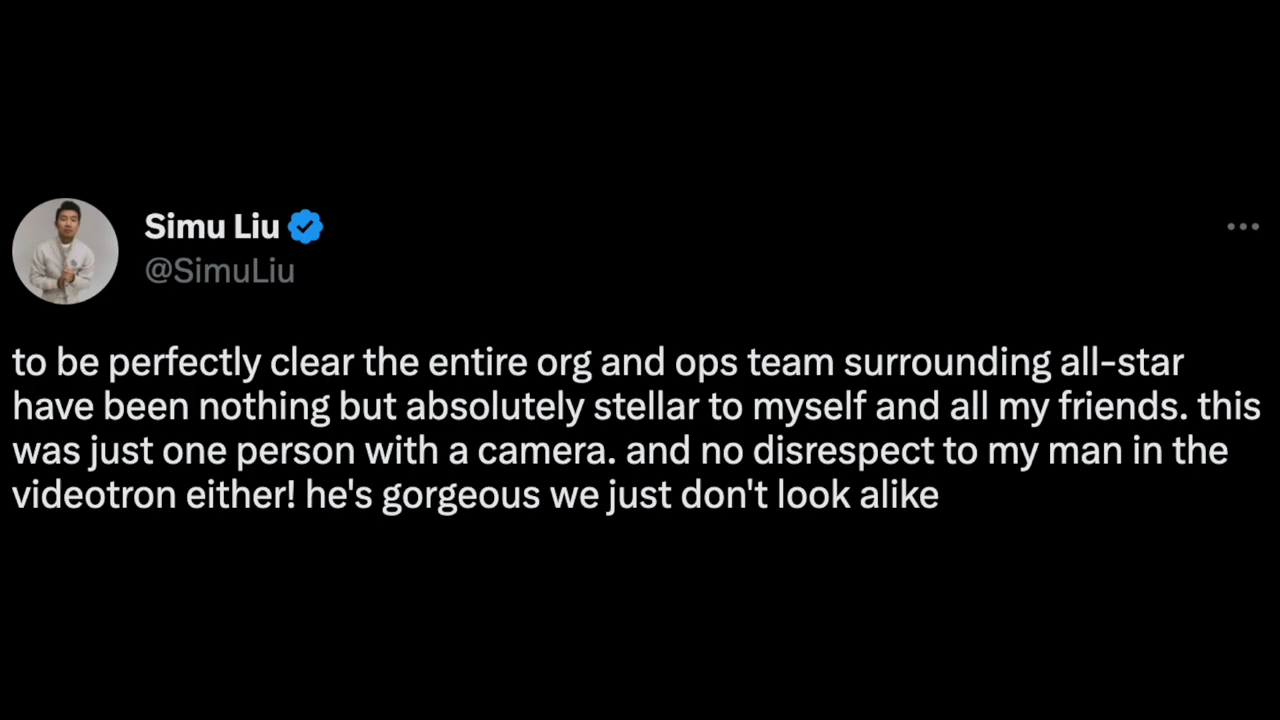 Simu Liu
@SimuLiu
to be perfectly clear the entire org and ops team surrounding all-star
have been nothing but absolutely stellar to myself and all my friends. this
was just one person with a camera. and no disrespect to my man in the
videotron either! he's gorgeous we just don't look alike